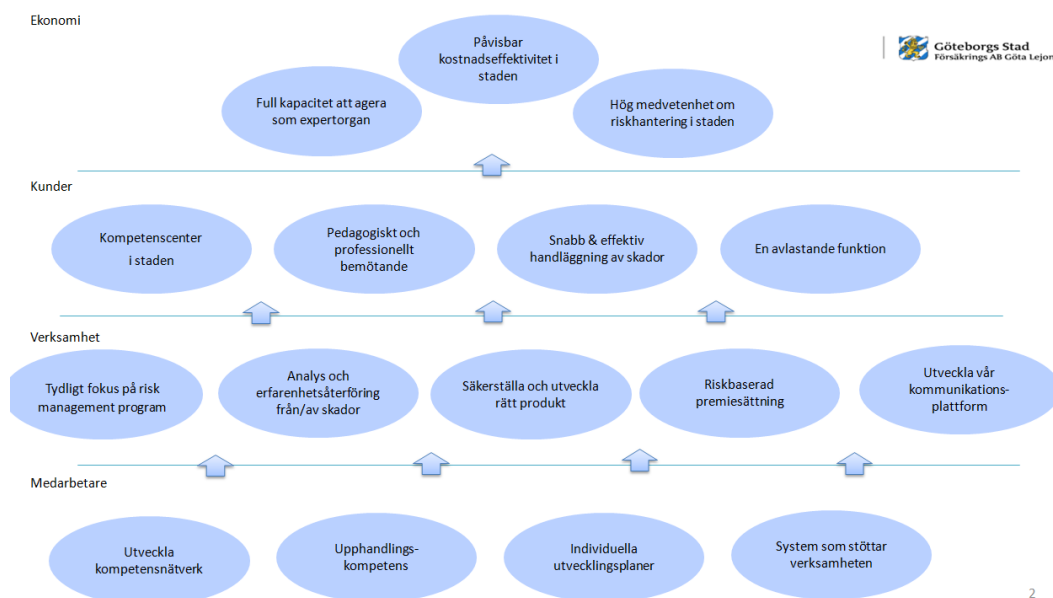 Ekonomi
Göteborgs Stad
Försäkrings AB Göta Lejon
Påvisbar
kostnadseffektivitet i
staden
Full kapacitet att agera
som expertorgan
Hög medvetenhet om
riskhantering i staden
Kunder
Kompetenscenter
i staden
Pedagogiskt och
professionellt
bemötande
Snabb & effektiv
handläggning av skador
En avlastande funktion
Verksamhet
Tydligt fokus på risk
management program
Analys och
erfarenhetsåterföring
från/av skador
Säkerställa och utveckla
rätt produkt
Riskbaserad
premiesättning
Utveckla vår
kommunikations-
plattform
Medarbetare
Utveckla
kompetensnätverk
Upphandlings-
kompetens
Individuella
utvecklingsplaner
System som stöttar
verksamheten
2